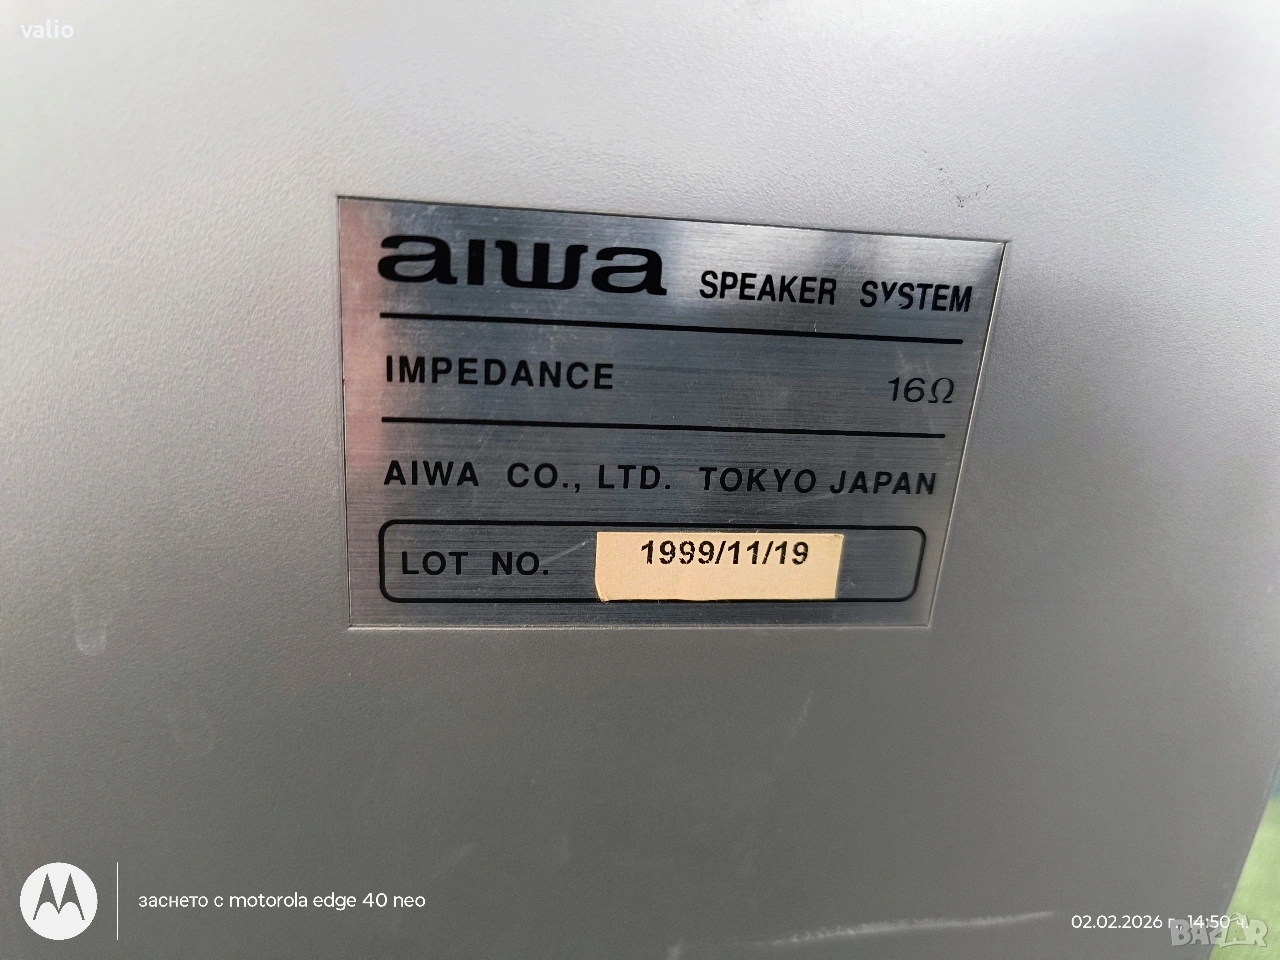 valio
aiwa SPEAKER SYSTEM
IMPEDANCE 16Ω
AIWA CO., LTD. TOKYO JAPAN
LOT NO. 1999/11/19
заснето с motorola edge 40 neo
02.02.2026 г., 14:50 ч.
BAZAR